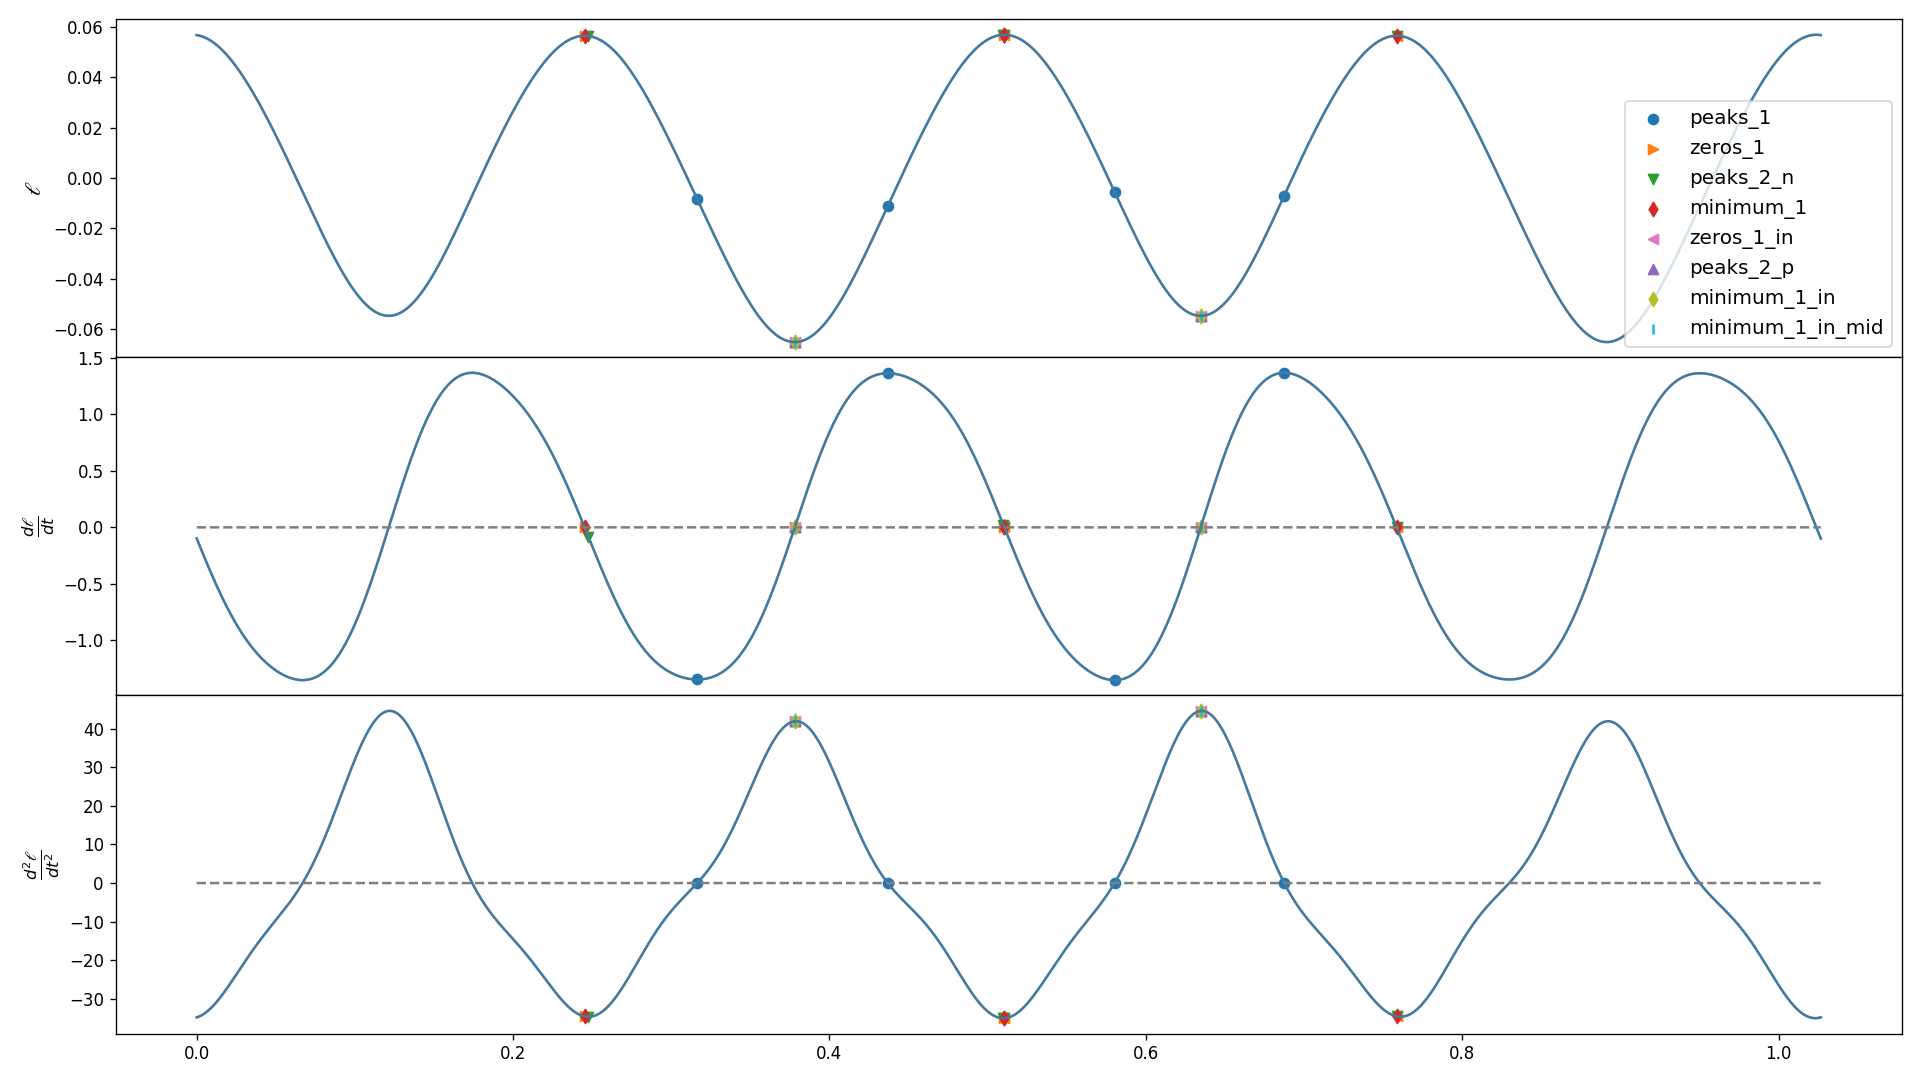 0.06
0.04
0.02
0.00
−0.02
−0.04
−0.06
ℓ
peaks_1
zeros_1
peaks_2_n
minimum_1
zeros_1_in
peaks_2_p
minimum_1_in
minimum_1_in_mid
1.5
1.0
0.5
0.0
−0.5
−1.0
dℓ
dt
40
30
20
10
0
−10
−20
−30
d²ℓ
dt²
0.0 0.2 0.4 0.6 0.8 1.0